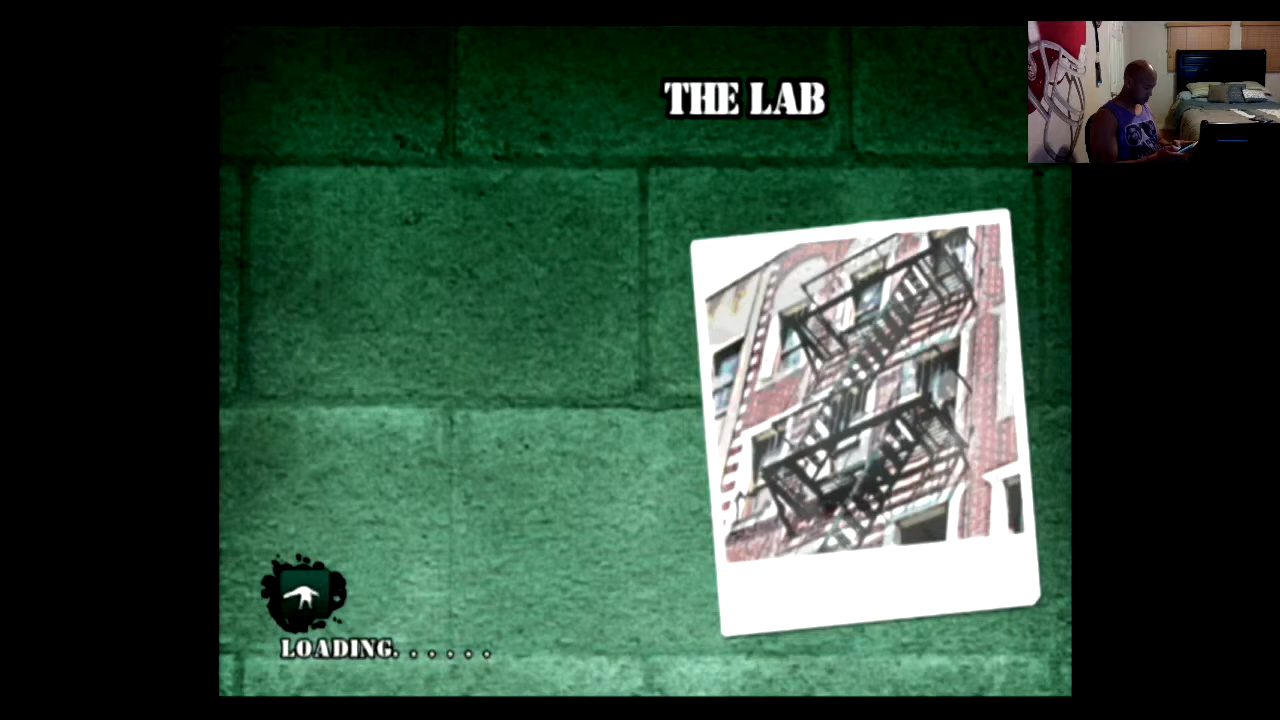 THE LAB
LOADING. . . . . .